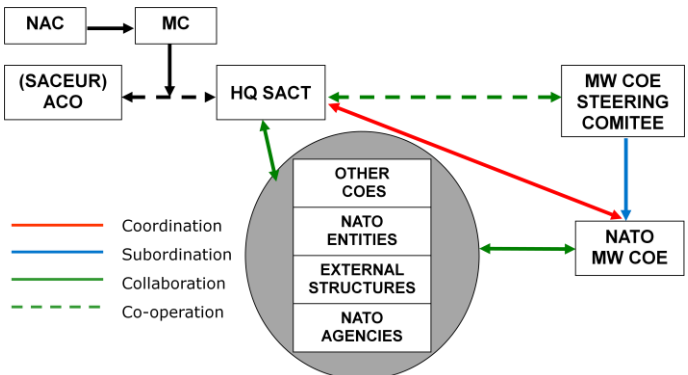 NAC
MC
(SACEUR)
ACO
HQ SACT
MW COE
STEERING
COMITEE
OTHER
COES
NATO
ENTITIES
EXTERNAL
STRUCTURES
NATO
AGENCIES
NATO
MW COE
Coordination
Subordination
Collaboration
Co-operation